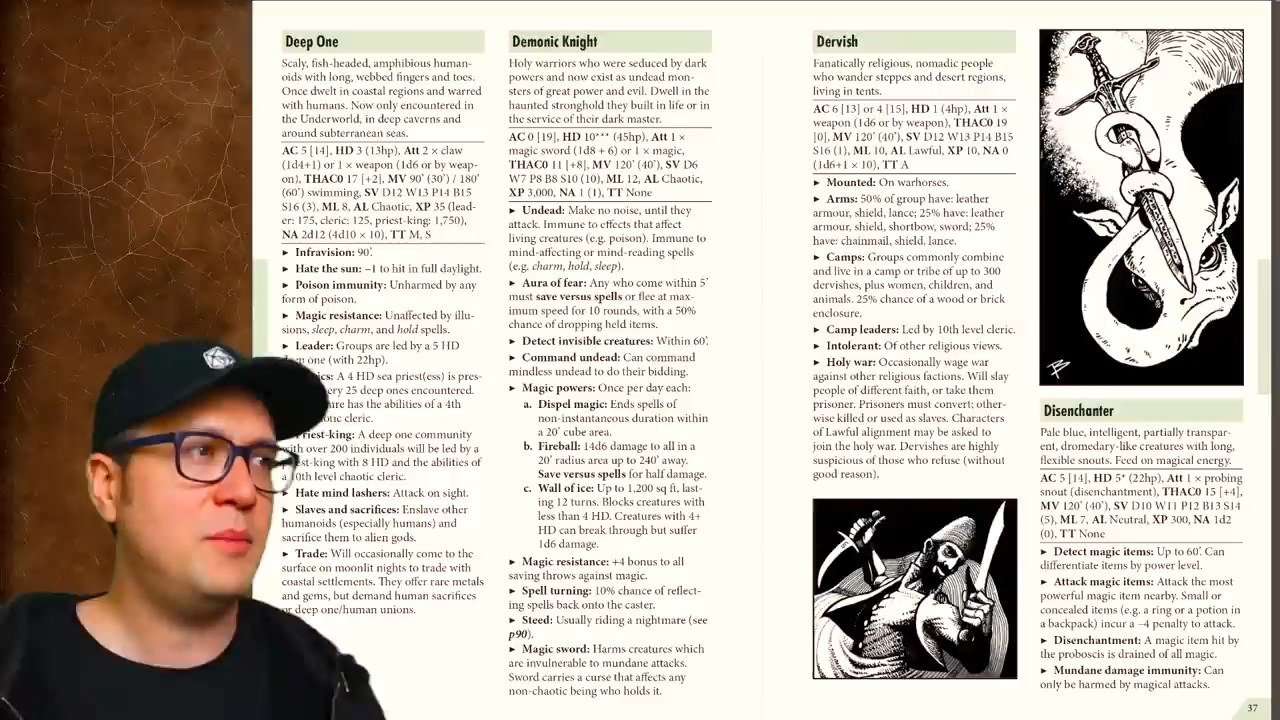 Deep One
Scaly, fish-headed, amphibious human-
oids with long, webbed fingers and toes.
Once dwelt in coastal regions and warred
with humans. Now only encountered in
the Underworld, in deep caverns and
around subterranean seas.
AC 5 [14], HD 3 (13hp), Att 2 × claw
(1d4+1) or 1 × weapon (1d6 or by weap-
on), THAC0 17 [+2], MV 90' (30') / 180'
(60') swimming, SV D12 W13 P14 B15
S16 (3), ML 8, AL Chaotic, XP 35 (lead-
er: 175, cleric: 125, priest-king: 1,750),
NA 2d12 (4d10 × 10), TT M, S
► Infravision: 90'.
► Hate the sun: –1 to hit in full daylight.
► Poison immunity: Unharmed by any
form of poison.
► Magic resistance: Unaffected by illu-
sions, sleep, charm, and hold spells.
► Leader: Groups are led by a 5 HD
one (with 22hp).
A 4 HD sea priest(ess) is pres-
every 25 deep ones encountered.
has the abilities of a 4th
cleric.
Priest-king: A deep one community
with over 200 individuals will be led by a
priest-king with 8 HD and the abilities of
a 10th level chaotic cleric.
► Hate mind lashers: Attack on sight.
► Slaves and sacrifices: Enslave other
humanoids (especially humans) and
sacrifice them to alien gods.
► Trade: Will occasionally come to the
surface on moonlit nights to trade with
coastal settlements. They offer rare metals
and gems, but demand human sacrifices
or deep one/human unions.
Demonic Knight
Holy warriors who were seduced by dark
powers and now exist as undead mon-
sters of great power and evil. Dwell in the
haunted stronghold they built in life or in
the service of their dark master.
AC 0 [19], HD 10*** (45hp), Att 1 ×
magic sword (1d8 + 6) or 1 × magic,
THAC0 11 [+8], MV 120' (40'), SV D6
W7 P8 B8 S10 (10), ML 12, AL Chaotic,
XP 3,000, NA 1 (1), TT None
► Undead: Make no noise, until they
attack. Immune to effects that affect
living creatures (e.g. poison). Immune to
mind-affecting or mind-reading spells
(e.g. charm, hold, sleep).
► Aura of fear: Any who come within 5'
must save versus spells or flee at max-
imum speed for 10 rounds, with a 50%
chance of dropping held items.
► Detect invisible creatures: Within 60'.
► Command undead: Can command
mindless undead to do their bidding.
► Magic powers: Once per day each:
a. Dispel magic: Ends spells of
non-instantaneous duration within
a 20' cube area.
b. Fireball: 14d6 damage to all in a
20' radius area up to 240' away.
Save versus spells for half damage.
c. Wall of ice: Up to 1,200 sq ft, last-
ing 12 turns. Blocks creatures with
less than 4 HD. Creatures with 4+
HD can break through but suffer
1d6 damage.
► Magic resistance: +4 bonus to all
saving throws against magic.
► Spell turning: 10% chance of reflect-
ing spells back onto the caster.
► Steed: Usually riding a nightmare (see
p90).
► Magic sword: Harms creatures which
are invulnerable to mundane attacks.
Sword carries a curse that affects any
non-chaotic being who holds it.
Dervish
Fanatically religious, nomadic people
who wander steppes and desert regions,
living in tents.
AC 6 [13] or 4 [15], HD 1 (4hp), Att 1 ×
weapon (1d6 or by weapon), THAC0 19
[0], MV 120' (40'), SV D12 W13 P14 B15
S16 (1), ML 10, AL Lawful, XP 10, NA 0
(1d6+1 × 10), TT A
► Mounted: On warhorses.
► Arms: 50% of group have: leather
armour, shield, lance; 25% have: leather
armour, shield, shortbow, sword; 25%
have: chainmail, shield, lance.
► Camps: Groups commonly combine
and live in a camp or tribe of up to 300
dervishes, plus women, children, and
animals. 25% chance of a wood or brick
enclosure.
► Camp leaders: Led by 10th level cleric.
► Intolerant: Of other religious views.
► Holy war: Occasionally wage war
against other religious factions. Will slay
people of different faith, or take them
prisoner. Prisoners must convert; other-
wise killed or used as slaves. Characters
of Lawful alignment may be asked to
join the holy war. Dervishes are highly
suspicious of those who refuse (without
good reason).
Disenchanter
Pale blue, intelligent, partially transpar-
ent, dromedary-like creatures with long,
flexible snouts. Feed on magical energy.
AC 5 [14], HD 5* (22hp), Att 1 × probing
snout (disenchantment), THAC0 15 [+4],
MV 120' (40'), SV D10 W11 P12 B13 S14
(5), ML 7, AL Neutral, XP 300, NA 1d2
(0), TT None
► Detect magic items: Up to 60'. Can
differentiate items by power level.
► Attack magic items: Attack the most
powerful magic item nearby. Small or
concealed items (e.g. a ring or a potion in
a backpack) incur a –4 penalty to attack.
► Disenchantment: A magic item hit by
the proboscis is drained of all magic.
► Mundane damage immunity: Can
only be harmed by magical attacks.
37